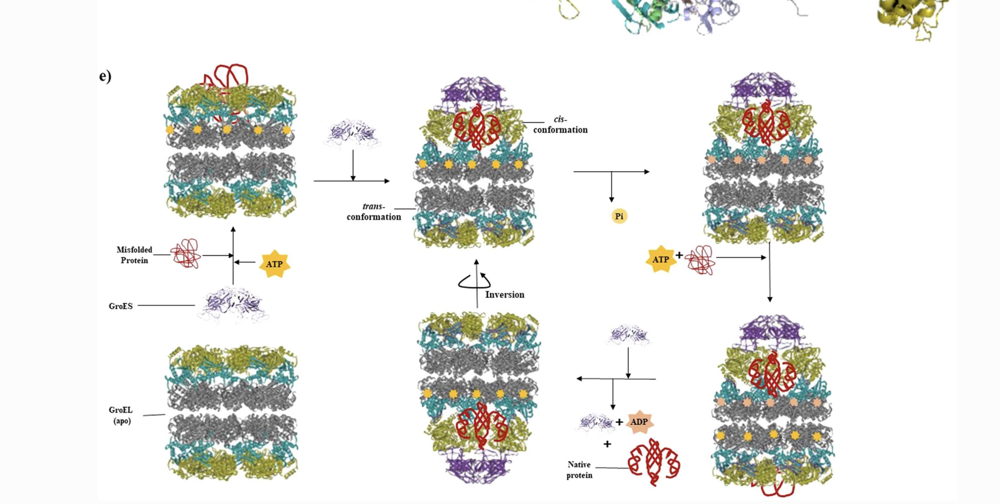 e)
cis-
conformation
trans-
conformation
Pi
Misfolded
Protein
ATP
ATP
+
Inversion
GroES
GroEL
(apo)
+
ADP
+
Native
protein